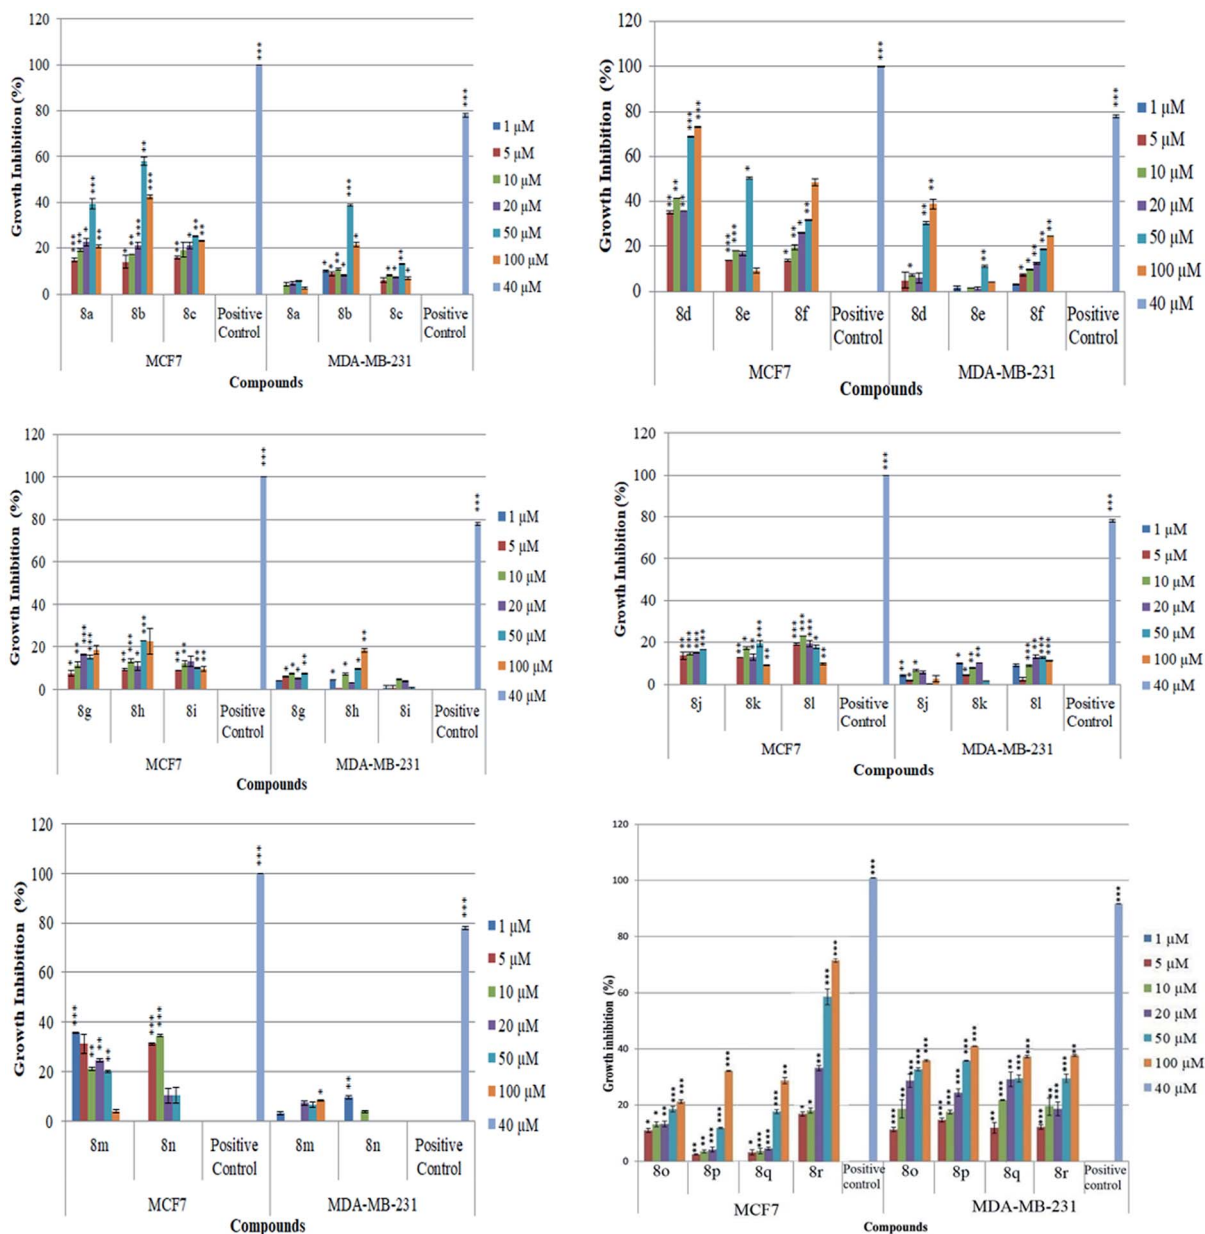 120
100
80
60
40
20
0
Growth Inhibition (%)
8a 8b 8c Positive Control 8a 8b 8c Positive Control
MCF7 MDA-MB-231
Compounds
1 µM
5 µM
10 µM
20 µM
50 µM
100 µM
40 µM
120
100
80
60
40
20
0
Growth Inhibition (%)
8d 8e 8f Positive Control 8d 8e 8f Positive Control
MCF7 MDA-MB-231
Compounds
1 µM
5 µM
10 µM
20 µM
50 µM
100 µM
40 µM
120
100
80
60
40
20
0
Growth Inhibition (%)
8g 8h 8i Positive Control 8g 8h 8i Positive Control
MCF7 MDA-MB-231
Compounds
1 µM
5 µM
10 µM
20 µM
50 µM
100 µM
40 µM
120
100
80
60
40
20
0
Growth Inhibition (%)
8j 8k 8l Positive Control 8j 8k 8l Positive Control
MCF7 MDA-MB-231
Compounds
1 µM
5 µM
10 µM
20 µM
50 µM
100 µM
40 µM
120
100
80
60
40
20
0
Growth Inhibition (%)
8m 8n Positive Control 8m 8n Positive Control
MCF7 MDA-MB-231
Compounds
1 µM
5 µM
10 µM
20 µM
50 µM
100 µM
40 µM
120
100
80
60
40
20
0
Growth inhibition (%)
8o 8p 8q 8r Positive control 8o 8p 8q 8r Positive control
MCF7 MDA-MB-231
Compounds
1 µM
5 µM
10 µM
20 µM
50 µM
100 µM
40 µM